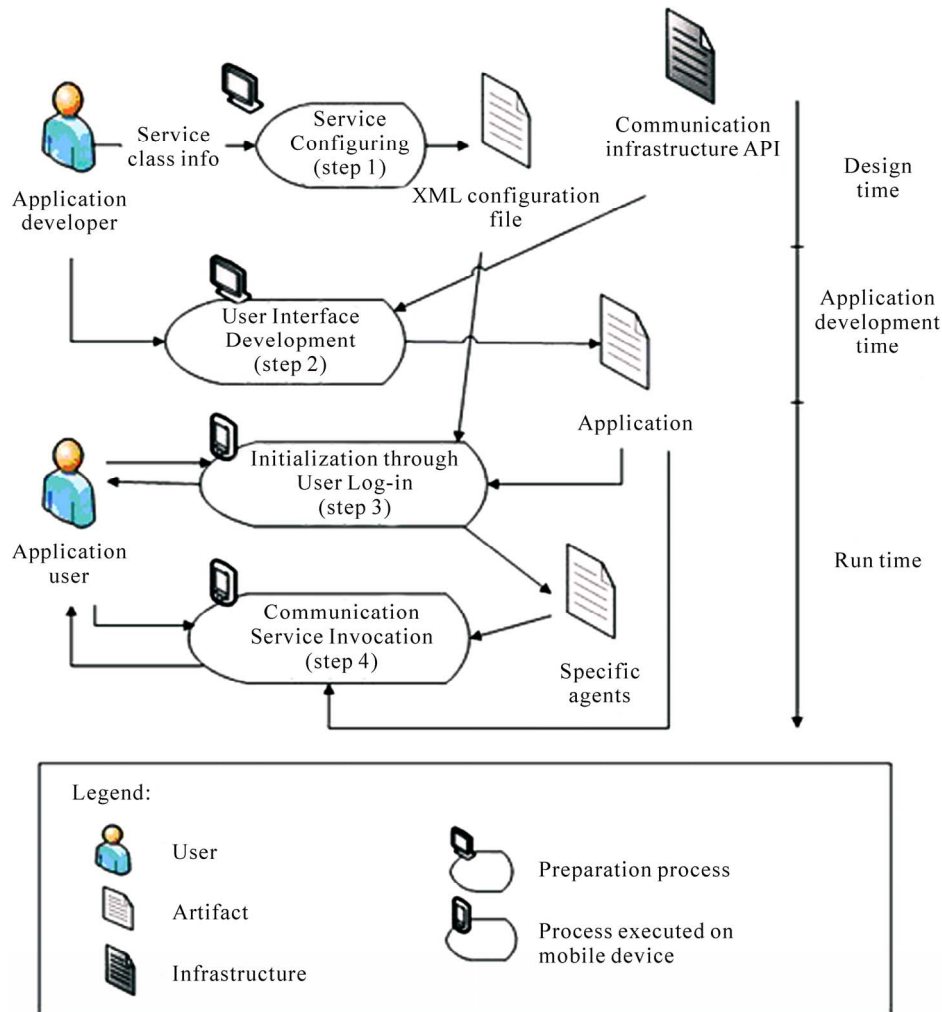 Service
class info
Service
Configuring
(step 1)
Communication
infrastructure API
Application
developer
XML configuration
file
Design
time
User Interface
Development
(step 2)
Application
development
time
Application
Initialization through
User Log-in
(step 3)
Application
user
Run time
Communication
Service Invocation
(step 4)
Specific
agents
Legend:
User
Artifact
Infrastructure
Preparation process
Process executed on
mobile device